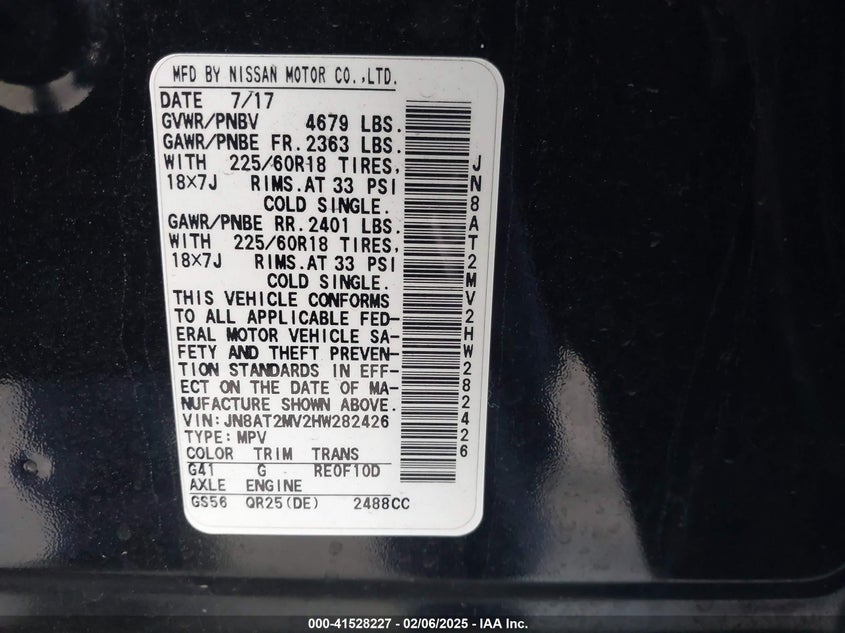 MFD BY NISSAN MOTOR CO.,LTD.
DATE 7/17
GVWR/PNBV 4679 LBS.
GAWR/PNBE FR. 2363 LBS.
WITH 225/60R18 TIRES,
18×7J RIMS. AT 33 PSI
COLD SINGLE.
GAWR/PNBE RR. 2401 LBS.
WITH 225/60R18 TIRES,
18×7J RIMS. AT 33 PSI
COLD SINGLE.
THIS VEHICLE CONFORMS
TO ALL APPLICABLE FED-
ERAL MOTOR VEHICLE SA-
FETY AND THEFT PREVEN-
TION STANDARDS IN EFF-
ECT ON THE DATE OF MA-
NUFACTURE SHOWN ABOVE.
VIN:JN8AT2MV2HW282426
TYPE:MPV
COLOR TRIM TRANS
G41 G RE0F10D
AXLE ENGINE
GS56 QR25(DE) 2488CC
JN8AT2MV2HW282426
000-41528227 - 02/06/2025 - IAA Inc.